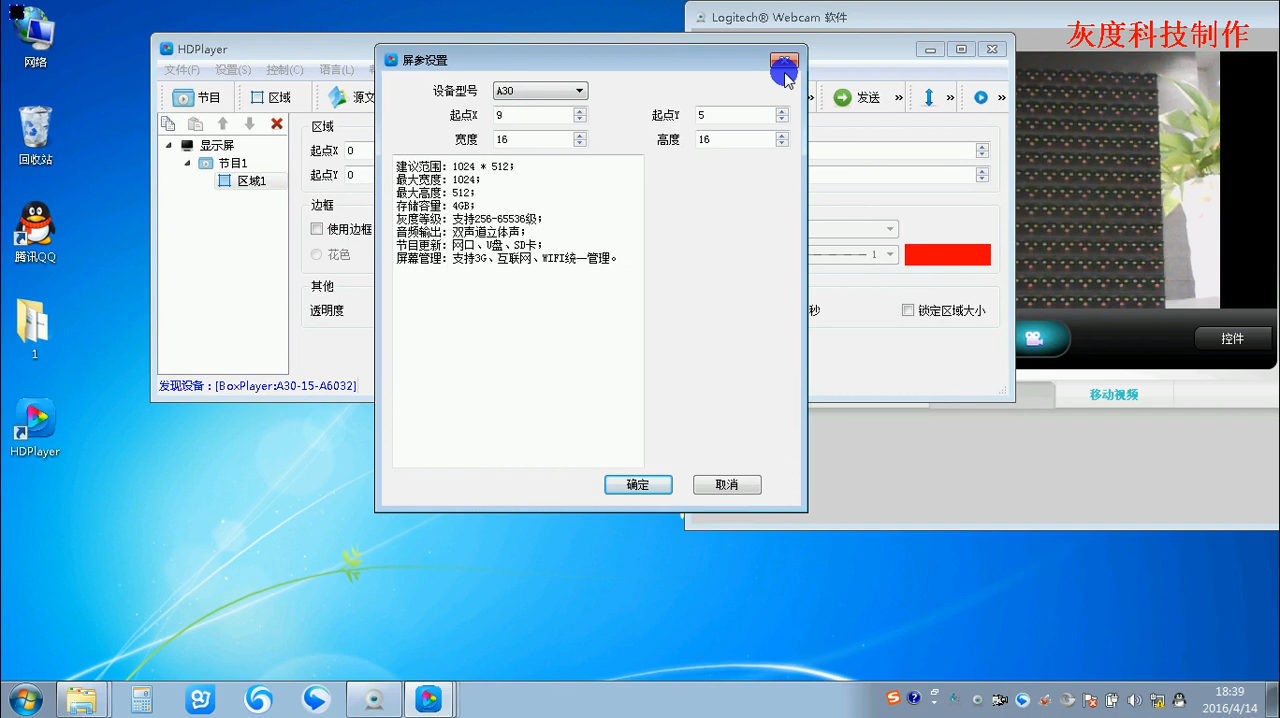 Logitech® Webcam 软件
灰度科技制作
网络
回收站
腾讯QQ
1
HDPlayer
HDPlayer
文件(F) 设置(S) 控制(C) 语言(L)
节目 区域 源文 » 发送 » » »
显示屏
节目1
区域1
区域
起点X 0
起点Y 0
边框
使用边框
花色
1
其他
透明度
秒
锁定区域大小
发现设备：[BoxPlayer:A30-15-A6032]
屏参设置
设备型号 A30
起点X 9 起点Y 5
宽度 16 高度 16
建议范围: 1024 * 512;
最大宽度: 1024;
最大高度: 512;
存储容量: 4GB;
灰度等级: 支持256-65536级;
音频输出: 双声道立体声;
节目更新: 网口、U盘、SD卡;
屏幕管理: 支持3G、互联网、WIFI统一管理。
确定 取消
控件
移动视频
18:39
2016/4/14